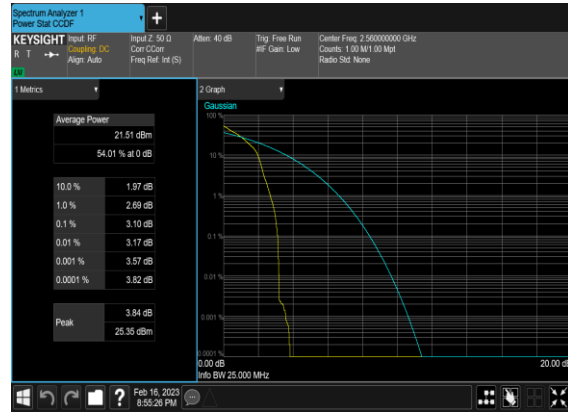 Spectrum Analyzer 1
Power Stat CCDF
+
KEYSIGHT
R T
LW
Input: RF
Coupling: DC
Align: Auto
Input Z: 50 Ω
Corr CCorr
Freq Ref: Int (S)
Atten: 40 dB
Trig: Free Run
#IF Gain: Low
Center Freq: 2.560000000 GHz
Counts: 1.00 M/1.00 Mpt
Radio Std: None
1 Metrics
Average Power
21.51 dBm
54.01 % at 0 dB
10.0 % 1.97 dB
1.0 % 2.69 dB
0.1 % 3.10 dB
0.01 % 3.17 dB
0.001 % 3.57 dB
0.0001 % 3.82 dB
Peak
3.84 dB
25.35 dBm
2 Graph
Gaussian
100 %
10 %
1 %
0.1 %
0.01 %
0.001 %
0.0001 %
0.00 dB
20.00 dB
Info BW 25.000 MHz
?
Feb 16, 2023
8:55:26 PM